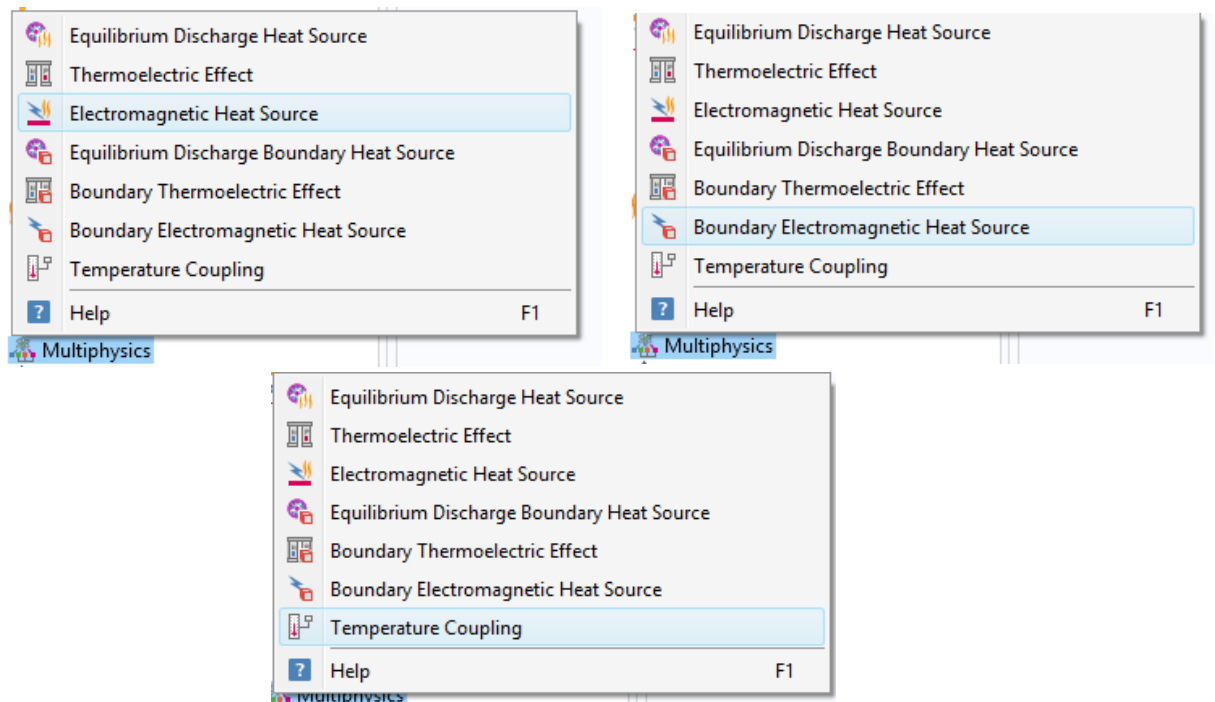 Equilibrium Discharge Heat Source
Thermoelectric Effect
Electromagnetic Heat Source
Equilibrium Discharge Boundary Heat Source
Boundary Thermoelectric Effect
Boundary Electromagnetic Heat Source
Temperature Coupling
? Help F1
Multiphysics
Equilibrium Discharge Heat Source
Thermoelectric Effect
Electromagnetic Heat Source
Equilibrium Discharge Boundary Heat Source
Boundary Thermoelectric Effect
Boundary Electromagnetic Heat Source
Temperature Coupling
? Help F1
Multiphysics
Equilibrium Discharge Heat Source
Thermoelectric Effect
Electromagnetic Heat Source
Equilibrium Discharge Boundary Heat Source
Boundary Thermoelectric Effect
Boundary Electromagnetic Heat Source
Temperature Coupling
? Help F1
Multiphysics